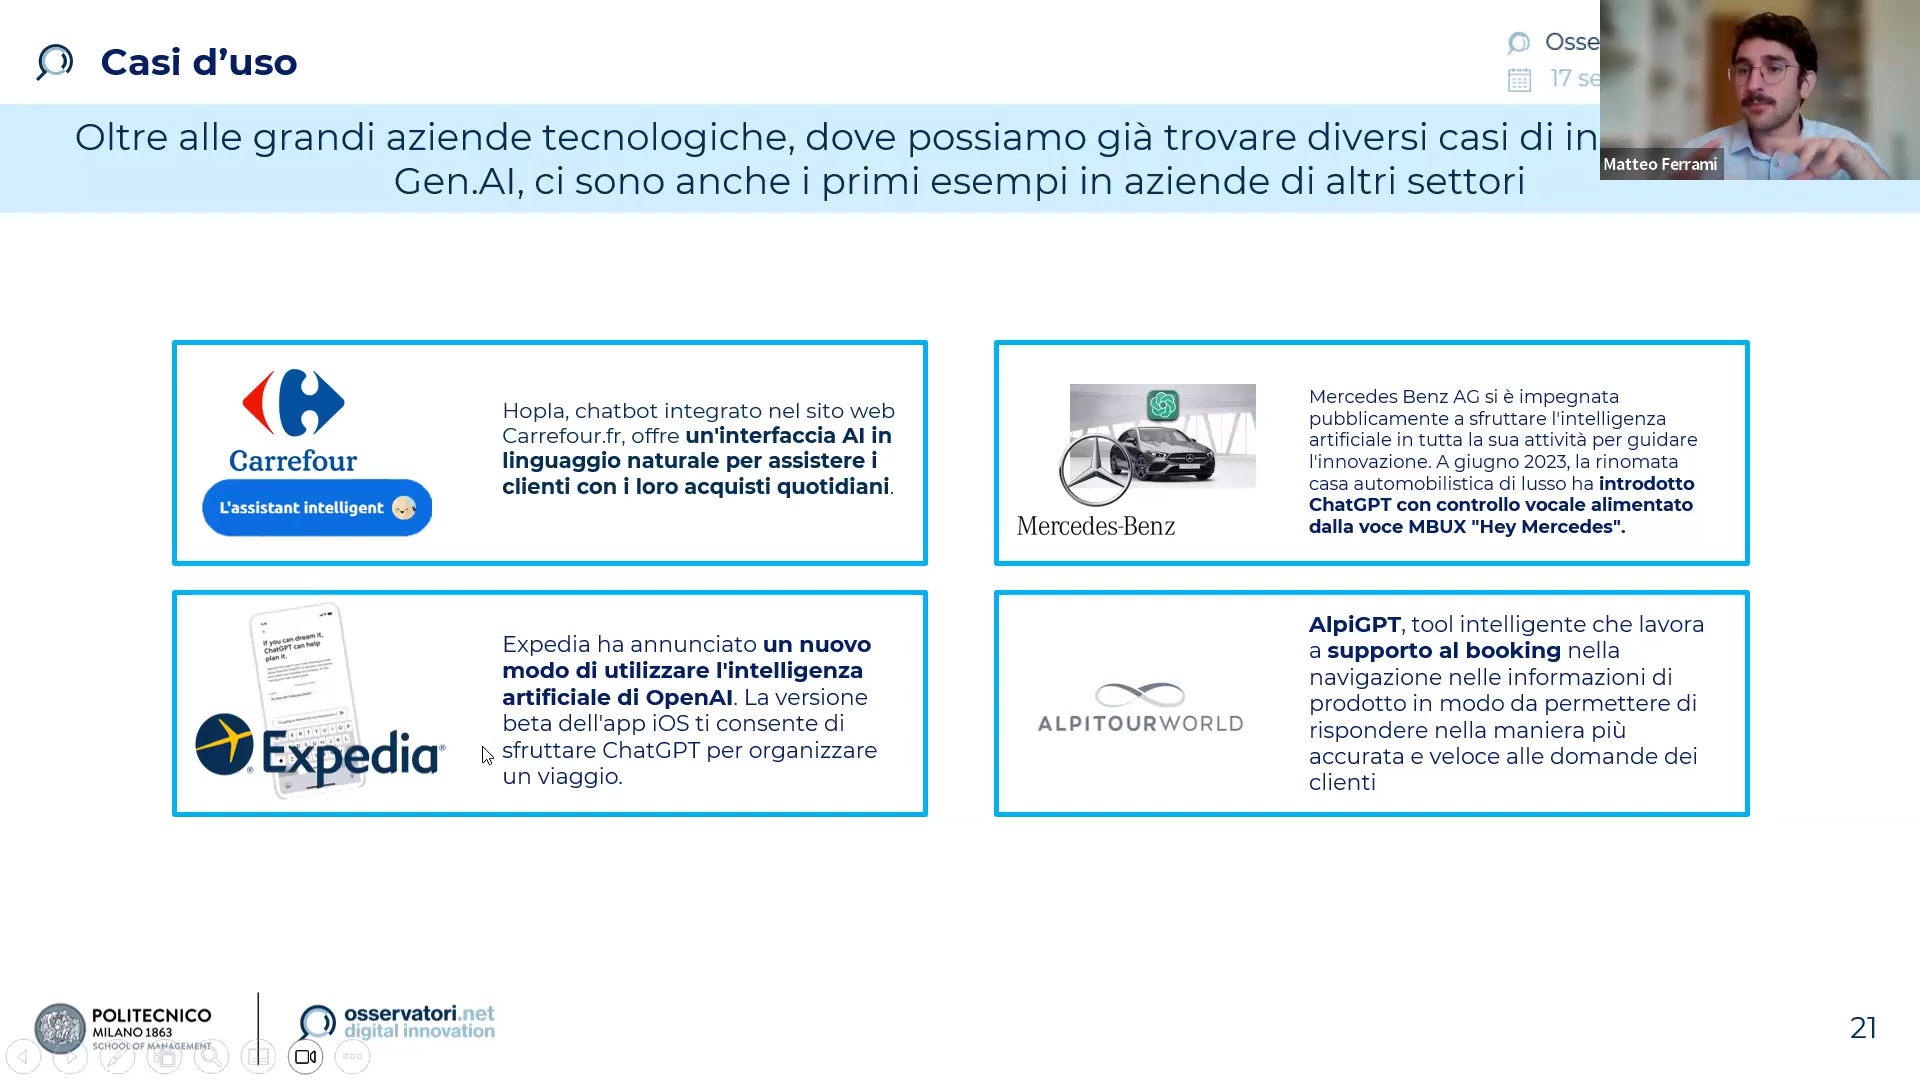 Casi d’uso
Osse
17 se
Matteo Ferrami
Oltre alle grandi aziende tecnologiche, dove possiamo già trovare diversi casi di in
Gen.AI, ci sono anche i primi esempi in aziende di altri settori
Carrefour
L'assistant intelligent
Hopla, chatbot integrato nel sito web
Carrefour.fr, offre un'interfaccia AI in
linguaggio naturale per assistere i
clienti con i loro acquisti quotidiani.
Mercedes-Benz
Mercedes Benz AG si è impegnata
pubblicamente a sfruttare l'intelligenza
artificiale in tutta la sua attività per guidare
l'innovazione. A giugno 2023, la rinomata
casa automobilistica di lusso ha introdotto
ChatGPT con controllo vocale alimentato
dalla voce MBUX "Hey Mercedes".
If you can dream it,
ChatGPT can help
plan it.
Expedia®
Expedia ha annunciato un nuovo
modo di utilizzare l'intelligenza
artificiale di OpenAI. La versione
beta dell'app iOS ti consente di
sfruttare ChatGPT per organizzare
un viaggio.
ALPITOURWORLD
AlpiGPT, tool intelligente che lavora
a supporto al booking nella
navigazione nelle informazioni di
prodotto in modo da permettere di
rispondere nella maniera più
accurata e veloce alle domande dei
clienti
POLITECNICO
MILANO 1863
SCHOOL OF MANAGEMENT
osservatori.net
digital innovation
21